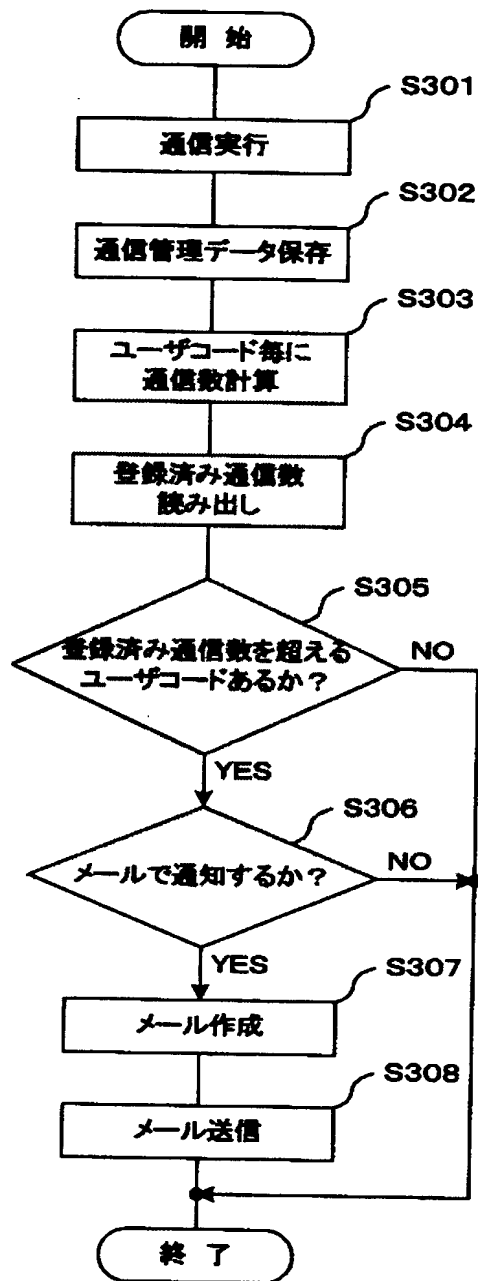 開 始
S301
通信実行
S302
通信管理データ保存
S303
ユーザコード毎に
通信数計算
S304
登録済み通信数
読み出し
S305
登録済み通信数を超える
ユーザコードあるか?
NO
YES
S306
メールで通知するか?
NO
YES
S307
メール作成
S308
メール送信
終 了